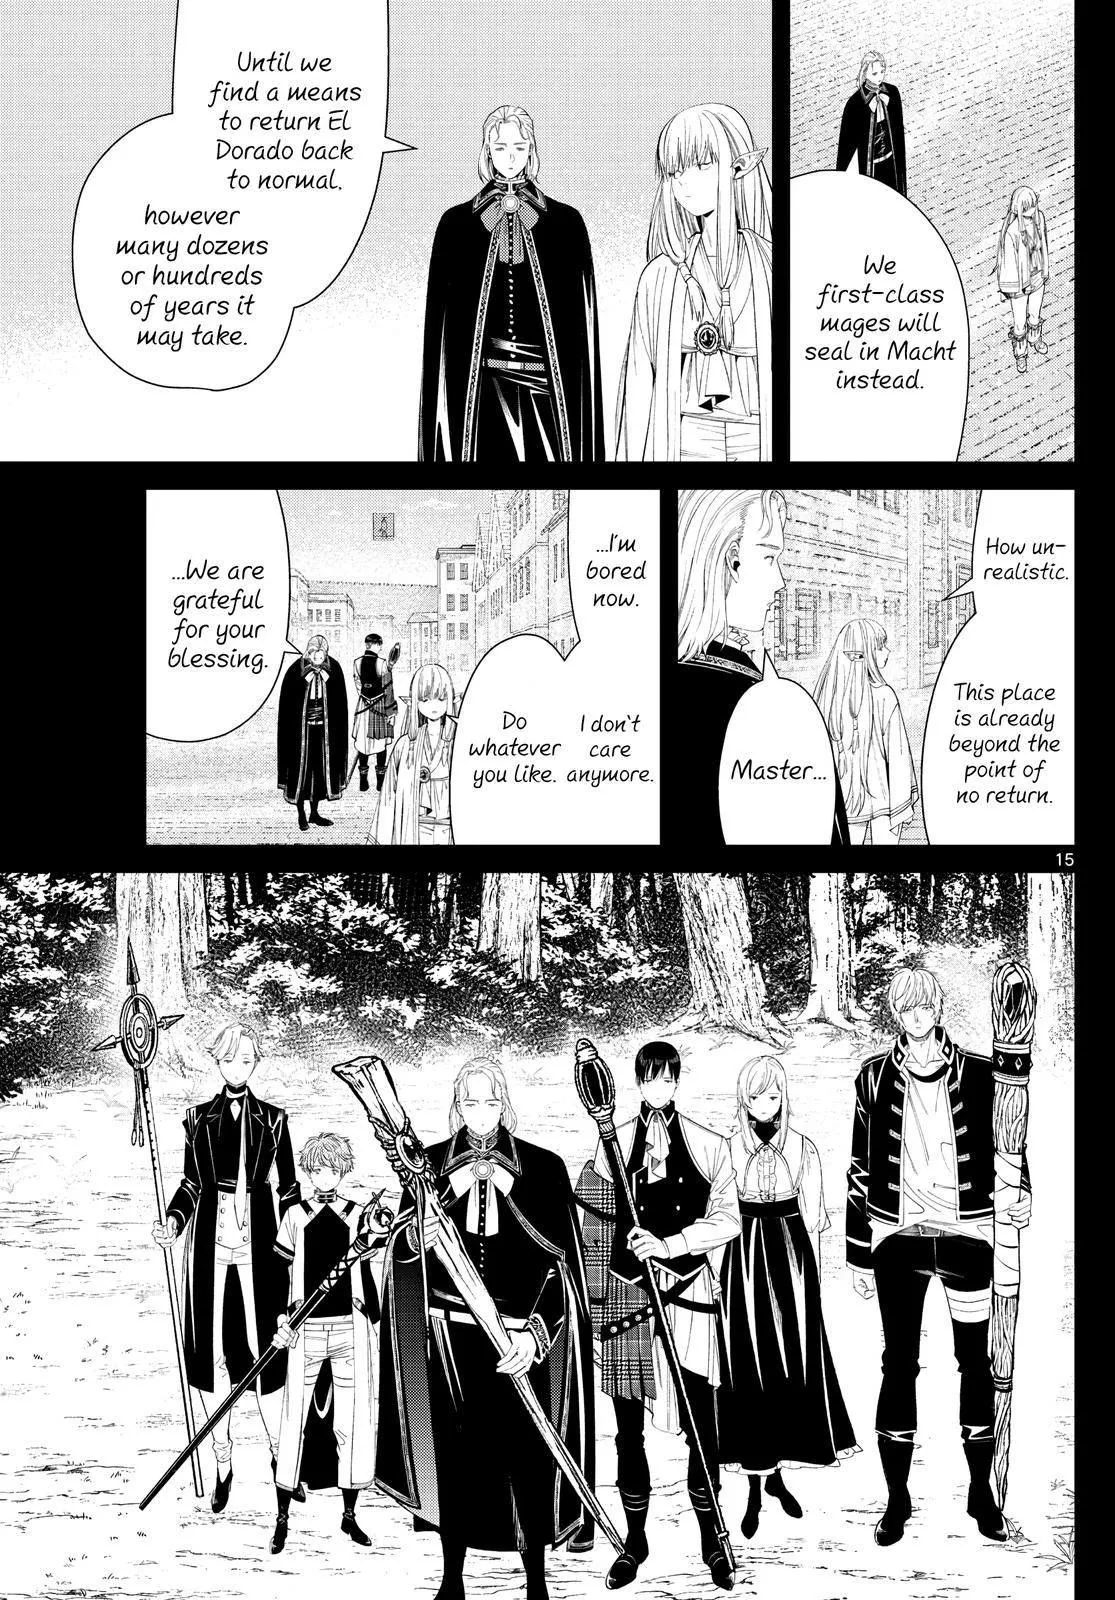 We
first-class
mages will
seal in Macht
instead.
Until we
find a means
to return El
Dorado back
to normal.
however
many dozens
or hundreds
of years it
may take.
How un-
realistic.
This place
is already
beyond the
point of
no return.
Master...
...I'm
bored
now.
I don't
care
anymore.
Do
whatever
you like.
...We are
grateful
for your
blessing.
15